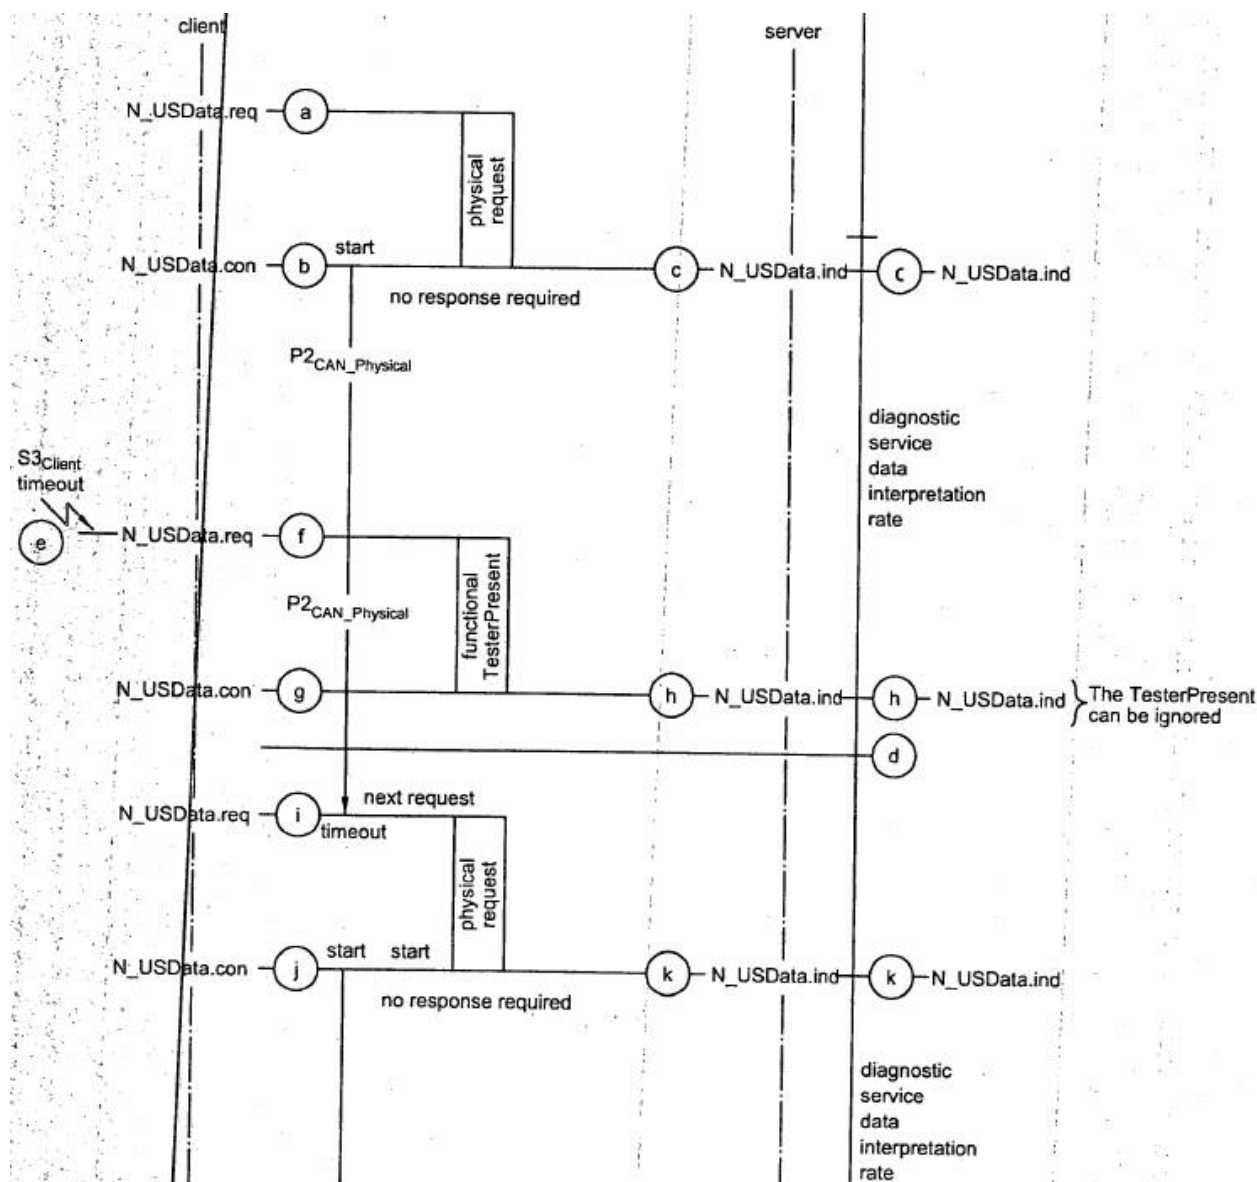 client
server
N_USData.req
a
physical
request
N_USData.con
b
start
c
N_USData.ind
c
N_USData.ind
no response required
P2CAN_Physical
diagnostic
service
data
interpretation
rate
S3Client
timeout
e
N_USData.req
f
functional
TesterPresent
P2CAN_Physical
N_USData.con
g
h
N_USData.ind
h
N_USData.ind
The TesterPresent
can be ignored
d
N_USData.req
i
next request
timeout
physical
request
N_USData.con
j
start start
k
N_USData.ind
k
N_USData.ind
no response required
diagnostic
service
data
interpretation
rate